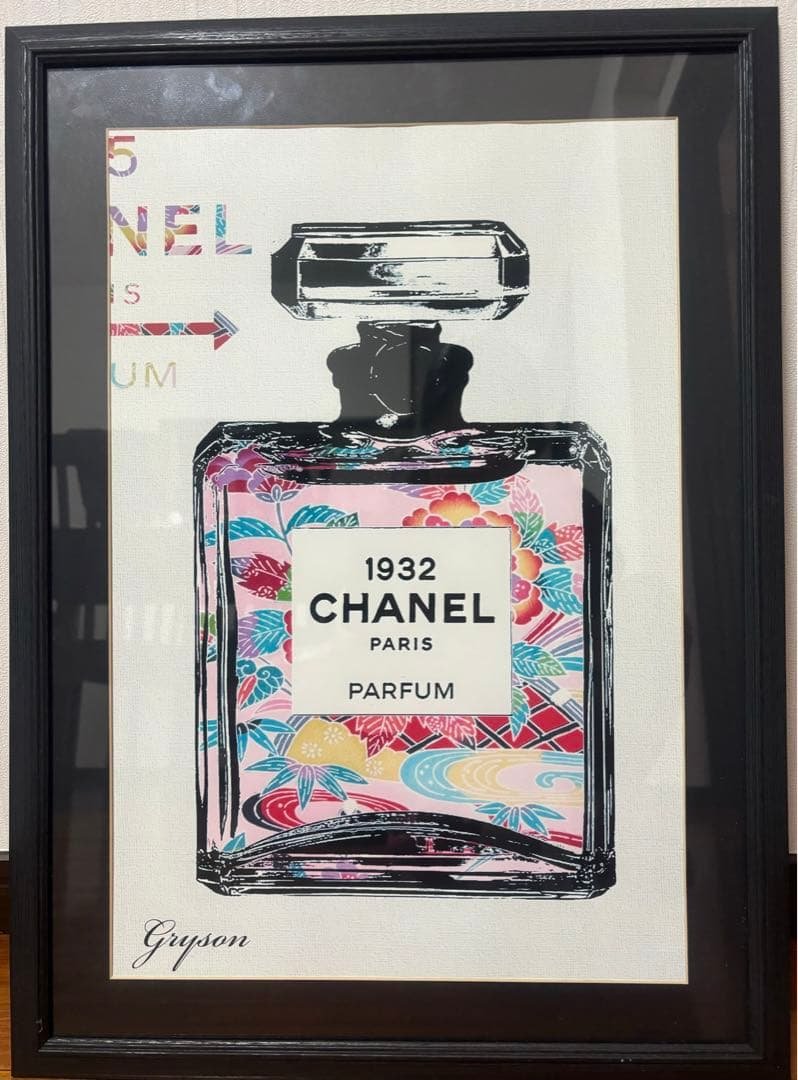 5
NEL
IS
UM
1932
CHANEL
PARIS
PARFUM
Gryson